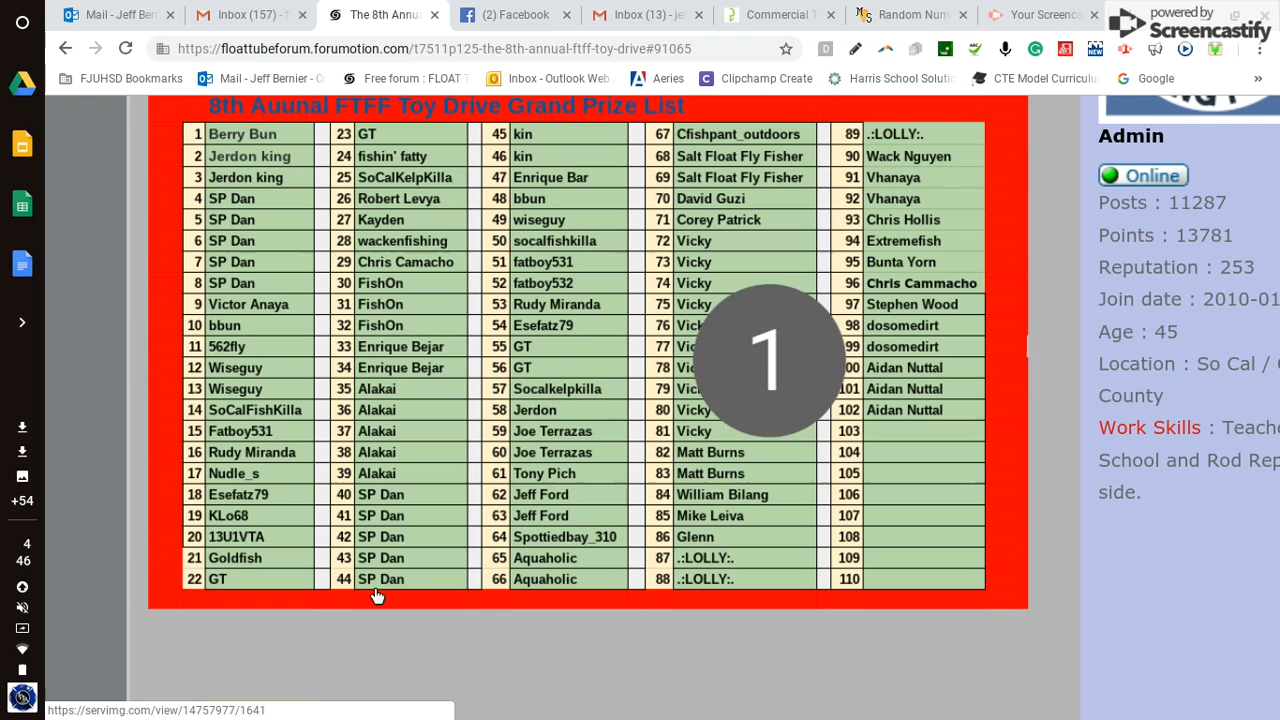 Mail - Jeff Ber
Inbox (157) - f
The 8th Annu
(2) Facebook
Inbox (13) - je
Commercial T
Random Num
Your Screenca
powered by
Screencastify
https://floattubeforum.forumotion.com/t17511p125-the-8th-annual-ftff-toy-drive#91065
FJUHSD Bookmarks
Mail - Jeff Bernier - O
Free forum : FLOAT T
Inbox - Outlook Web
Aeries
Clipchamp Create
Harris School Soluti
CTE Model Curriculu
Google
»
8th Auunal FTFF Toy Drive Grand Prize List
1 Berry Bun 23 GT 45 kin 67 Cfishpant_outdoors 89 .:LOLLY:.
2 Jerdon king 24 fishin' fatty 46 kin 68 Salt Float Fly Fisher 90 Wack Nguyen
3 Jerdon king 25 SoCalKelpKilla 47 Enrique Bar 69 Salt Float Fly Fisher 91 Vhanaya
4 SP Dan 26 Robert Levya 48 bbun 70 David Guzi 92 Vhanaya
5 SP Dan 27 Kayden 49 wiseguy 71 Corey Patrick 93 Chris Hollis
6 SP Dan 28 wackenfishing 50 socalfishkilla 72 Vicky 94 Extremefish
7 SP Dan 29 Chris Camacho 51 fatboy531 73 Vicky 95 Bunta Yorn
8 SP Dan 30 FishOn 52 fatboy532 74 Vicky 96 Chris Cammacho
9 Victor Anaya 31 FishOn 53 Rudy Miranda 75 Vicky 97 Stephen Wood
10 bbun 32 FishOn 54 Esefatz79 76 Vick 98 dosomedirt
11 562fly 33 Enrique Bejar 55 GT 77 Vic 99 dosomedirt
12 Wiseguy 34 Enrique Bejar 56 GT 78 Vic 00 Aidan Nuttal
13 Wiseguy 35 Alakai 57 Socalkelpkilla 79 Vick 101 Aidan Nuttal
14 SoCalFishKilla 36 Alakai 58 Jerdon 80 Vicky 102 Aidan Nuttal
15 Fatboy531 37 Alakai 59 Joe Terrazas 81 Vicky 103
16 Rudy Miranda 38 Alakai 60 Joe Terrazas 82 Matt Burns 104
17 Nudle_s 39 Alakai 61 Tony Pich 83 Matt Burns 105
18 Esefatz79 40 SP Dan 62 Jeff Ford 84 William Bilang 106
19 KLo68 41 SP Dan 63 Jeff Ford 85 Mike Leiva 107
20 13U1VTA 42 SP Dan 64 Spottiedbay_310 86 Glenn 108
21 Goldfish 43 SP Dan 65 Aquaholic 87 .:LOLLY:. 109
22 GT 44 SP Dan 66 Aquaholic 88 .:LOLLY:. 110
1
Admin
Online
Posts : 11287
Points : 13781
Reputation : 253
Join date : 2010-01
Age : 45
Location : So Cal /
County
Work Skills : Teache
School and Rod Rep
side.
+54
4
46
https://servimg.com/view/14757977/1641